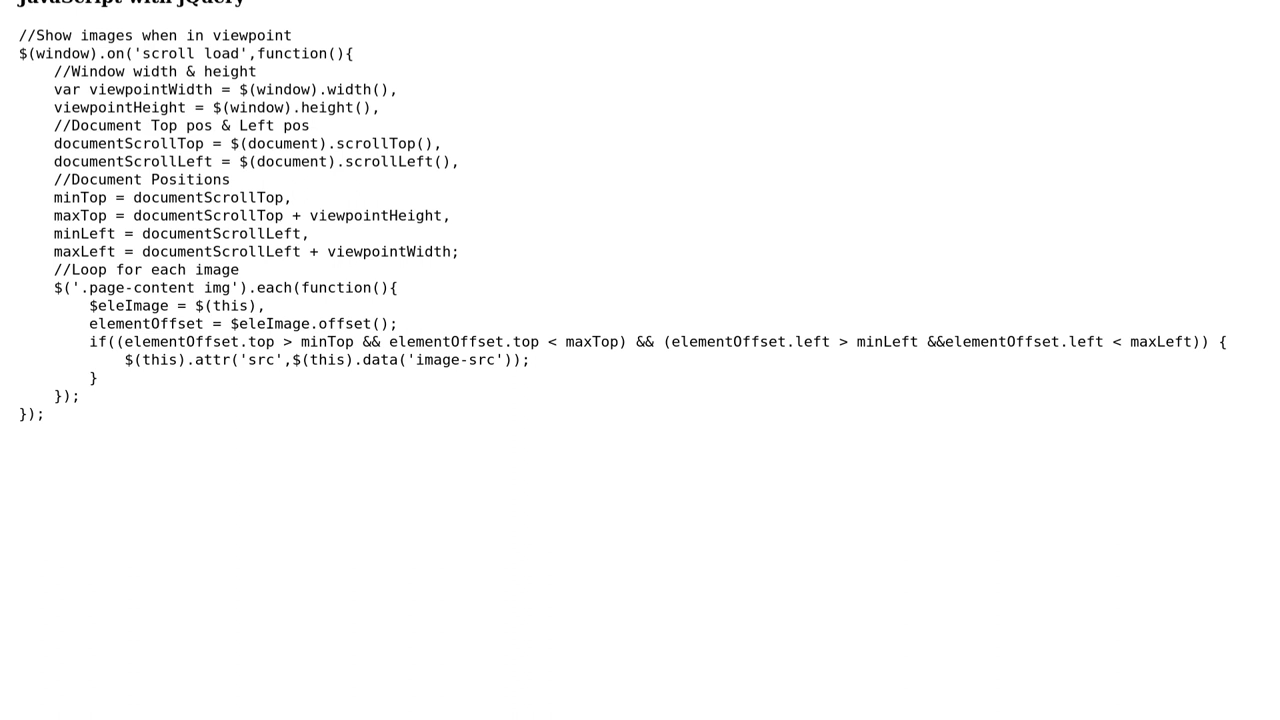 JavaScript with jQuery
//Show images when in viewpoint
$(window).on('scroll load',function(){
    //Window width & height
    var viewpointWidth = $(window).width(),
    viewpointHeight = $(window).height(),
    //Document Top pos & Left pos
    documentScrollTop = $(document).scrollTop(),
    documentScrollLeft = $(document).scrollLeft(),
    //Document Positions
    minTop = documentScrollTop,
    maxTop = documentScrollTop + viewpointHeight,
    minLeft = documentScrollLeft,
    maxLeft = documentScrollLeft + viewpointWidth;
    //Loop for each image
    $('.page-content img').each(function(){
        $eleImage = $(this),
        elementOffset = $eleImage.offset();
        if((elementOffset.top > minTop && elementOffset.top < maxTop) && (elementOffset.left > minLeft &&elementOffset.left < maxLeft)) {
            $(this).attr('src',$(this).data('image-src'));
        }
    });
});